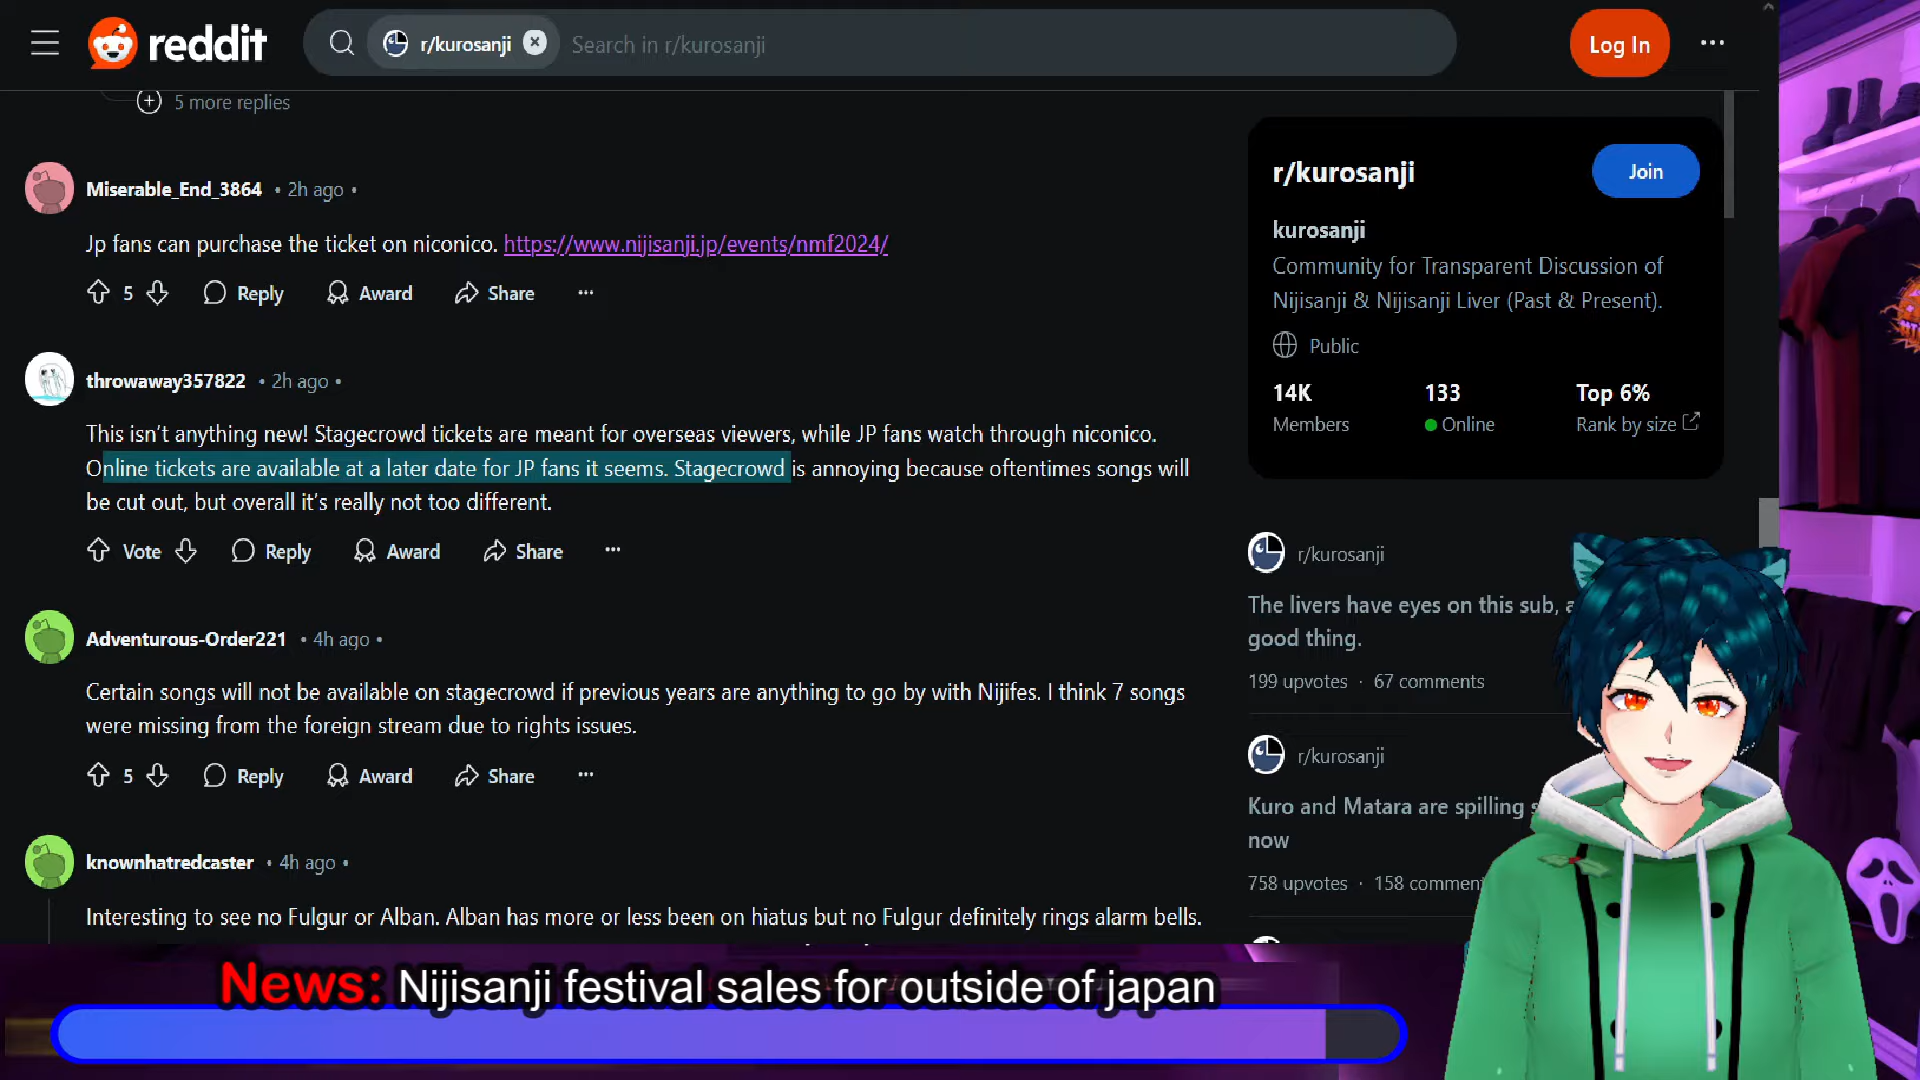 reddit
r/kurosanji
Search in r/kurosanji
Log In
5 more replies
Miserable_End_3864 • 2h ago •
Jp fans can purchase the ticket on niconico. https://www.nijisanji.jp/events/nmf2024/
5 Reply Award Share
throwaway357822 • 2h ago •
This isn't anything new! Stagecrowd tickets are meant for overseas viewers, while JP fans watch through niconico.
Online tickets are available at a later date for JP fans it seems. Stagecrowd is annoying because oftentimes songs will
be cut out, but overall it's really not too different.
Vote Reply Award Share
Adventurous-Order221 • 4h ago •
Certain songs will not be available on stagecrowd if previous years are anything to go by with Nijifes. I think 7 songs
were missing from the foreign stream due to rights issues.
5 Reply Award Share
knownhatredcaster • 4h ago •
Interesting to see no Fulgur or Alban. Alban has more or less been on hiatus but no Fulgur definitely rings alarm bells.
r/kurosanji
Join
kurosanji
Community for Transparent Discussion of
Nijisanji & Nijisanji Liver (Past & Present).
Public
14K 133 Top 6%
Members Online Rank by size
r/kurosanji
The livers have eyes on this sub,
good thing.
199 upvotes · 67 comments
r/kurosanji
Kuro and Matara are spilling
now
758 upvotes · 158 commen
News: Nijisanji festival sales for outside of japan